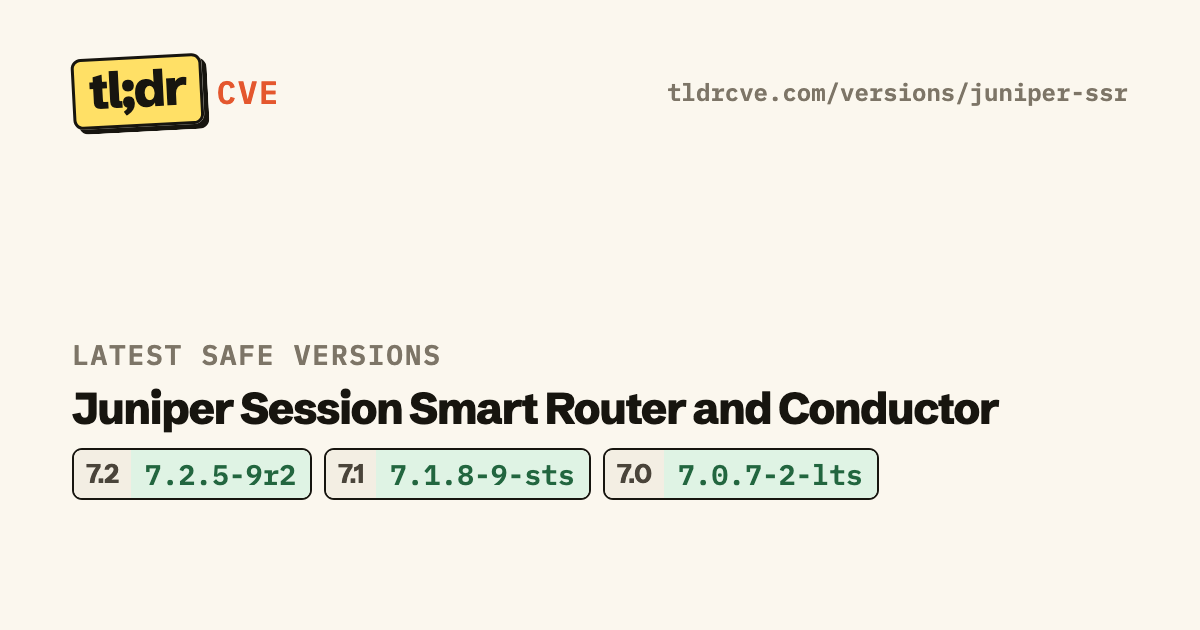 tl;dr CVE
tldrcve.com/versions/juniper-ssr
LATEST SAFE VERSIONS
Juniper Session Smart Router and Conductor
7.2 7.2.5-9r2 7.1 7.1.8-9-sts 7.0 7.0.7-2-lts